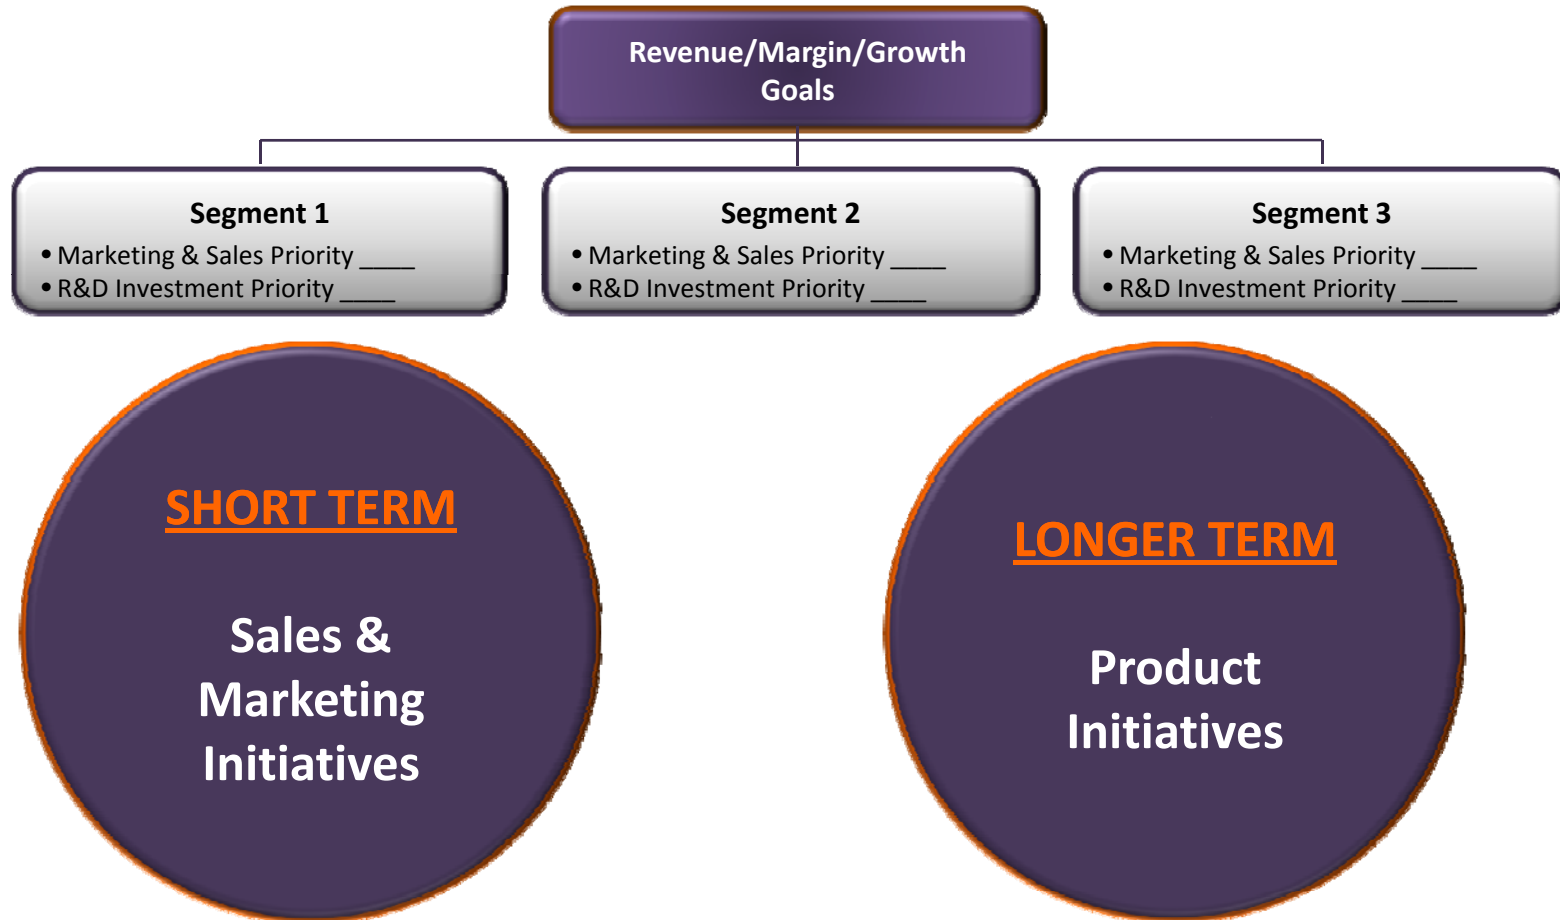 Revenue/Margin/Growth
Goals
Segment 1
• Marketing & Sales Priority ____
• R&D Investment Priority ____
Segment 2
• Marketing & Sales Priority ____
• R&D Investment Priority ____
Segment 3
• Marketing & Sales Priority ____
• R&D Investment Priority ____
SHORT TERM
Sales &
Marketing
Initiatives
LONGER TERM
Product
Initiatives